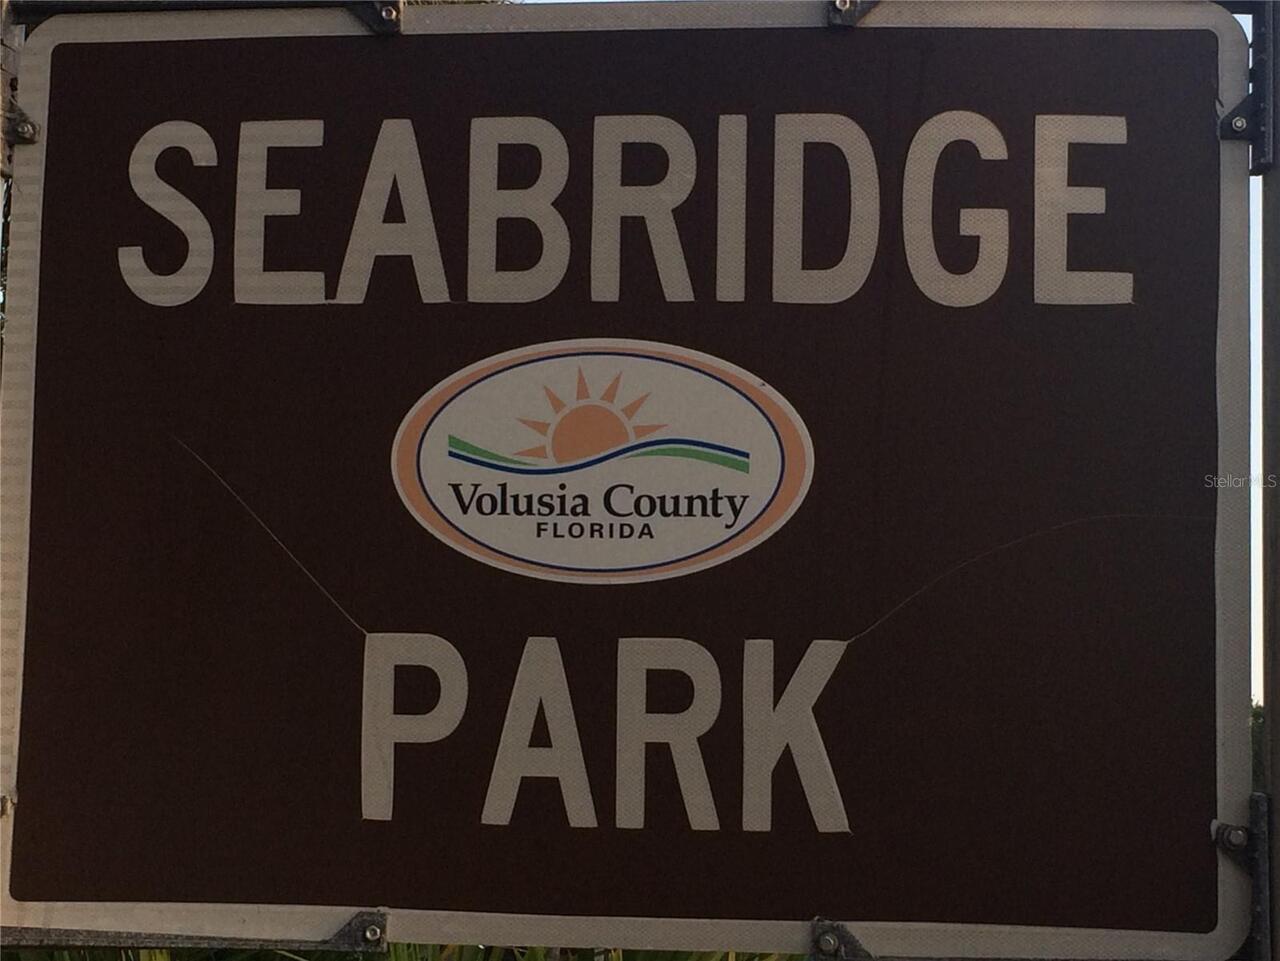 SEABRIDGE
Volusia County
FLORIDA
StellarMLS
PARK